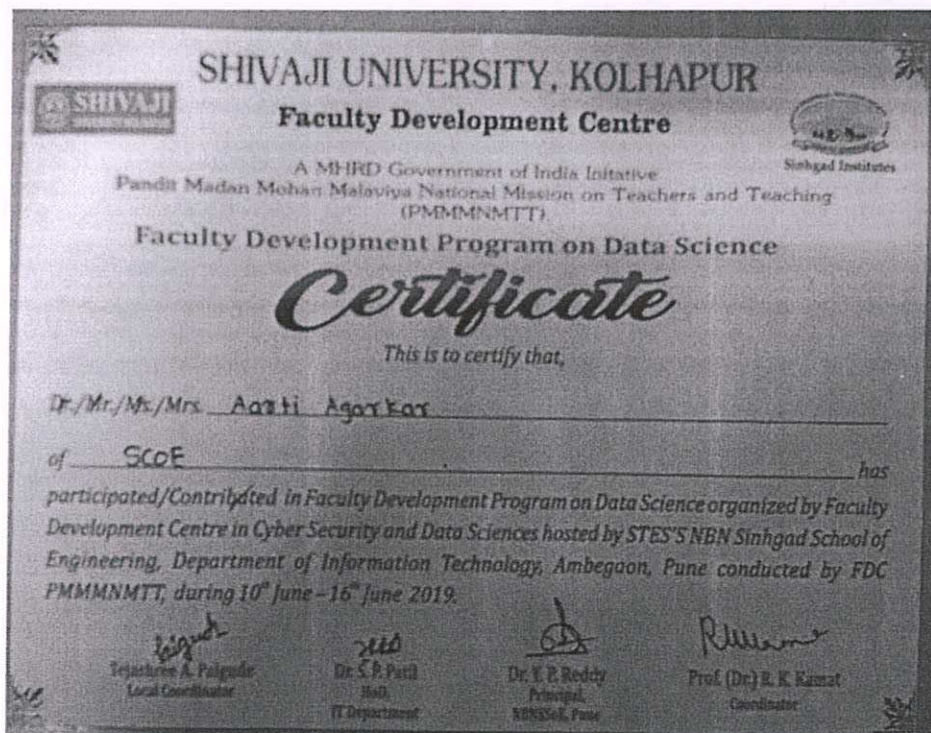 SHIVAJI UNIVERSITY, KOLHAPUR
SHIVAJI
Faculty Development Centre
Sinhgad Institutes
A MHRD Government of India Initative
Pandit Madan Mohan Malaviya National Mission on Teachers and Teaching
(PMMMNMTT)
Faculty Development Program on Data Science
Certificate
This is to certify that,
Dr./Mr./Ms./Mrs. Aarti Agarkar
of SCOE has
participated/Contributed in Faculty Development Program on Data Science organized by Faculty
Development Centre in Cyber Security and Data Sciences hosted by STES'S NBN Sinhgad School of
Engineering, Department of Information Technology, Ambegaon, Pune conducted by FDC
PMMMNMTT, during 10th June – 16th June 2019.
Tejashree A. Palgude
Local Coordinator
Dr. S. P. Patil
HoD,
IT Department
Dr. Y. P. Reddy
Principal,
NBNSSoE, Pune
Prof. (Dr.) R. K. Kamat
Coordinator